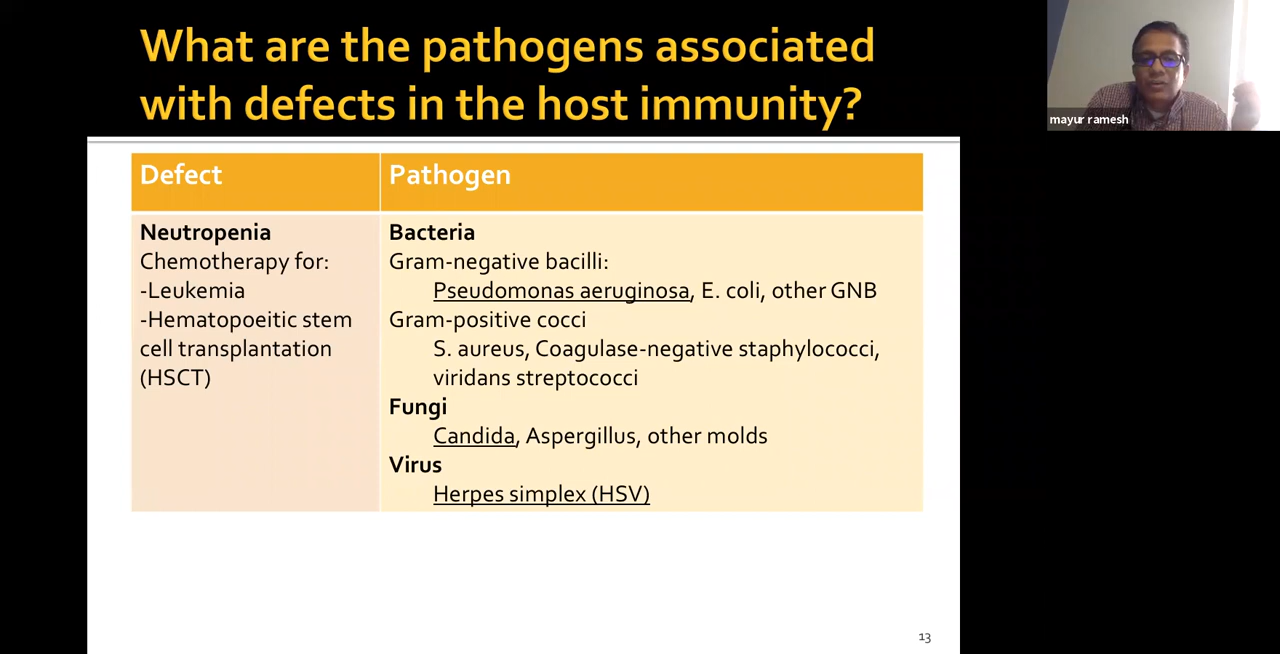 What are the pathogens associated
with defects in the host immunity?
mayur ramesh
Defect
Pathogen
Neutropenia
Chemotherapy for:
-Leukemia
-Hematopoeitic stem
cell transplantation
(HSCT)
Bacteria
Gram-negative bacilli:
Pseudomonas aeruginosa, E. coli, other GNB
Gram-positive cocci
S. aureus, Coagulase-negative staphylococci,
viridans streptococci
Fungi
Candida, Aspergillus, other molds
Virus
Herpes simplex (HSV)
13